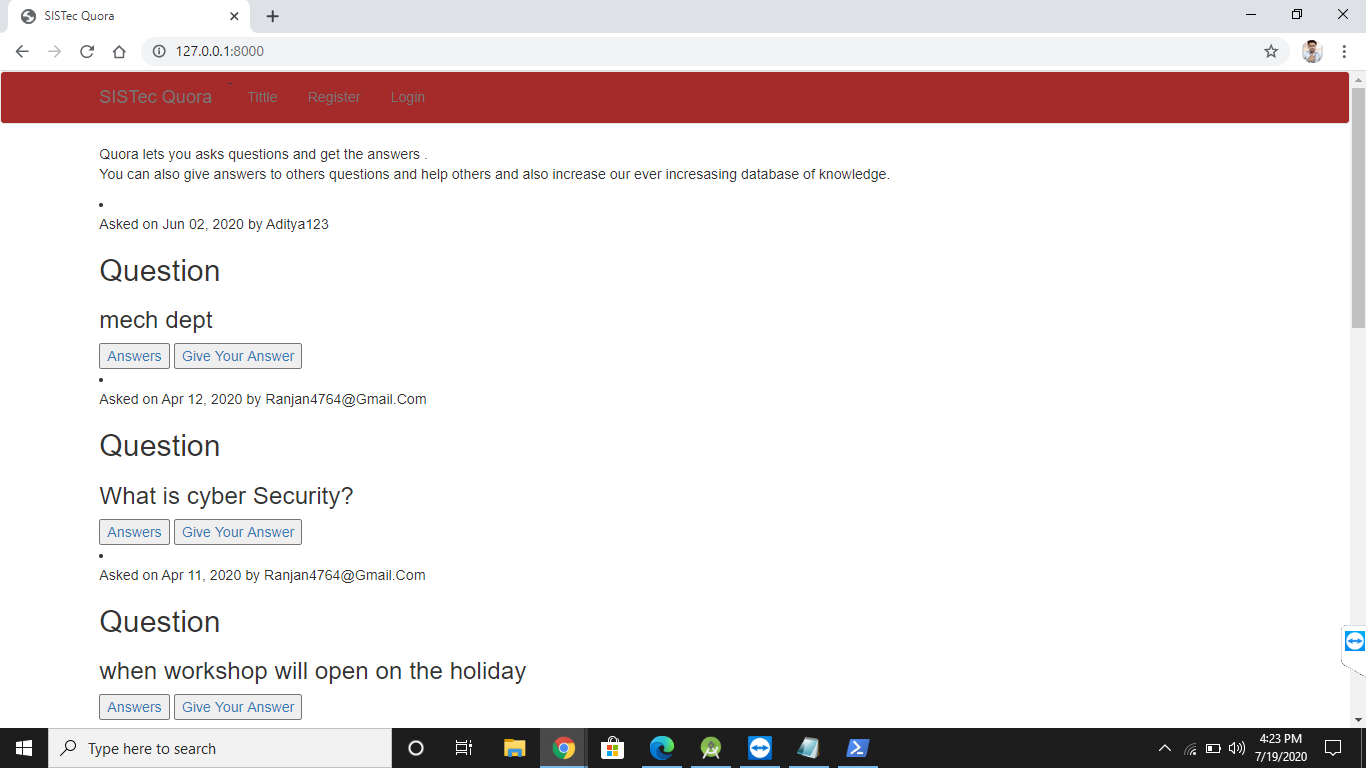 SISTec Quora
127.0.0.1:8000
SISTec Quora Tittle Register Login
Quora lets you asks questions and get the answers .
You can also give answers to others questions and help others and also increase our ever incresasing database of knowledge.
Asked on Jun 02, 2020 by Aditya123
Question
mech dept
Answers Give Your Answer
Asked on Apr 12, 2020 by Ranjan4764@Gmail.Com
Question
What is cyber Security?
Answers Give Your Answer
Asked on Apr 11, 2020 by Ranjan4764@Gmail.Com
Question
when workshop will open on the holiday
Answers Give Your Answer
Type here to search
4:23 PM
7/19/2020